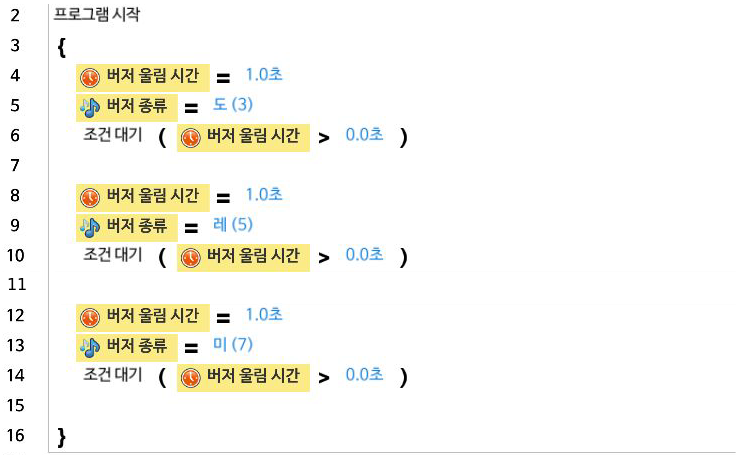 2 프로그램 시작
3 {
4 버저 울림 시간 = 1.0초
5 버저 종류 = 도 (3)
6 조건 대기 ( 버저 울림 시간 > 0.0초 )
7
8 버저 울림 시간 = 1.0초
9 버저 종류 = 레 (5)
10 조건 대기 ( 버저 울림 시간 > 0.0초 )
11
12 버저 울림 시간 = 1.0초
13 버저 종류 = 미 (7)
14 조건 대기 ( 버저 울림 시간 > 0.0초 )
15
16 }